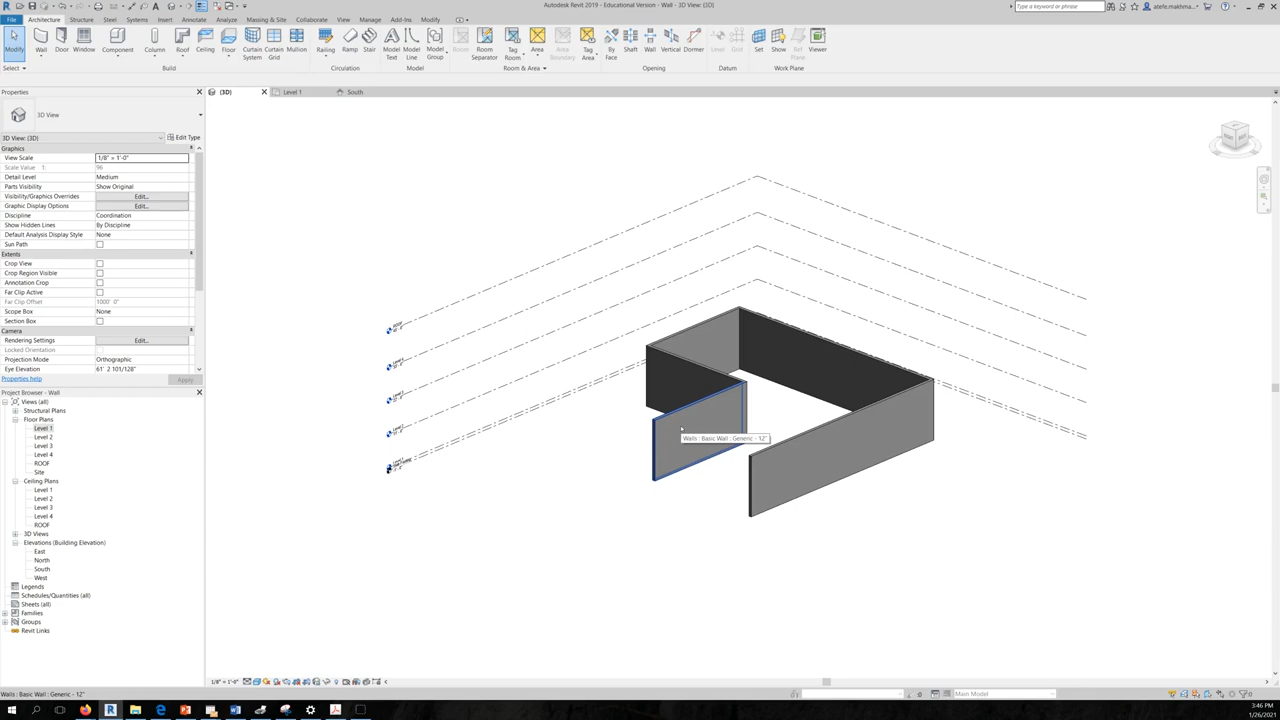 Autodesk Revit 2019 - Educational Version - Wall - 3D View: {3D}
Type a keyword or phrase
atefe.makhma...
File Architecture Structure Steel Systems Insert Annotate Analyze Massing & Site Collaborate View Manage Add-Ins Modify
Modify Wall Door Window Component Column Roof Ceiling Floor Curtain System Curtain Grid Mullion Railing Ramp Stair Model Text Model Line Model Group Room Room Separator Tag Room Area Area Boundary Tag Area By Face Shaft Wall Vertical Dormer Level Grid Set Show Ref Plane Viewer
Select Build Circulation Model Room & Area Opening Datum Work Plane
Properties
{3D} Level 1 South
3D View
3D View: {3D} Edit Type
Graphics
View Scale 1/8" = 1'-0"
Scale Value 1: 96
Detail Level Medium
Parts Visibility Show Original
Visibility/Graphics Overrides Edit...
Graphic Display Options Edit...
Discipline Coordination
Show Hidden Lines By Discipline
Default Analysis Display Style None
Sun Path
Extents
Crop View
Crop Region Visible
Annotation Crop
Far Clip Active
Far Clip Offset 1000' 0"
Scope Box None
Section Box
Camera
Rendering Settings Edit...
Locked Orientation
Projection Mode Orthographic
Eye Elevation 61' 2 101/128"
Properties help Apply
Project Browser - Wall
Views (all)
Structural Plans
Floor Plans
Level 1
Level 2
Level 3
Level 4
ROOF
Site
Ceiling Plans
Level 1
Level 2
Level 3
Level 4
ROOF
3D Views
Elevations (Building Elevation)
East
North
South
West
Legends
Schedules/Quantities (all)
Sheets (all)
Families
Groups
Revit Links
Walls : Basic Wall : Generic - 12"
1/8" = 1'-0"
Walls : Basic Wall : Generic - 12"
:0
Main Model
:0
3:46 PM
1/26/2021